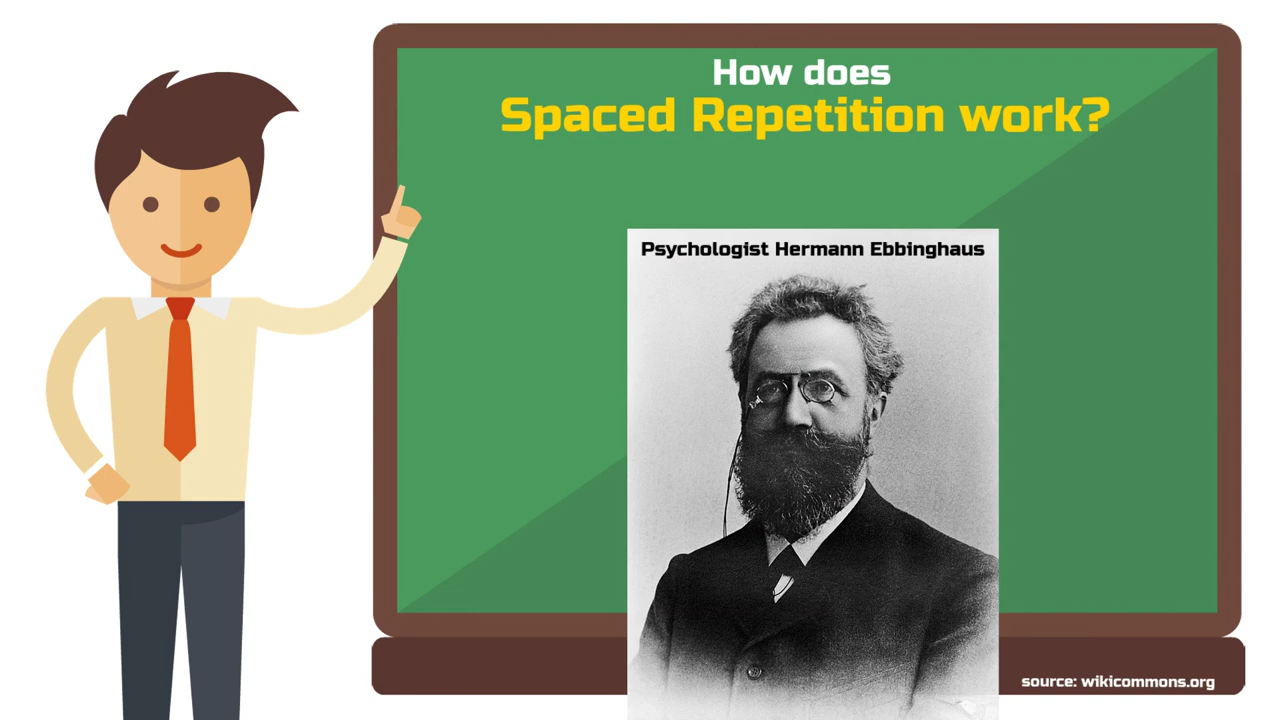 How does
Spaced Repetition work?
Psychologist Hermann Ebbinghaus
source: wikicommons.org